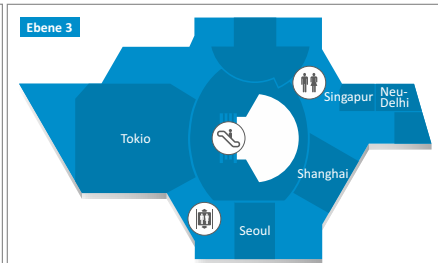 Ebene 3
Singapur
Neu-
Delhi
Tokio
Shanghai
Seoul